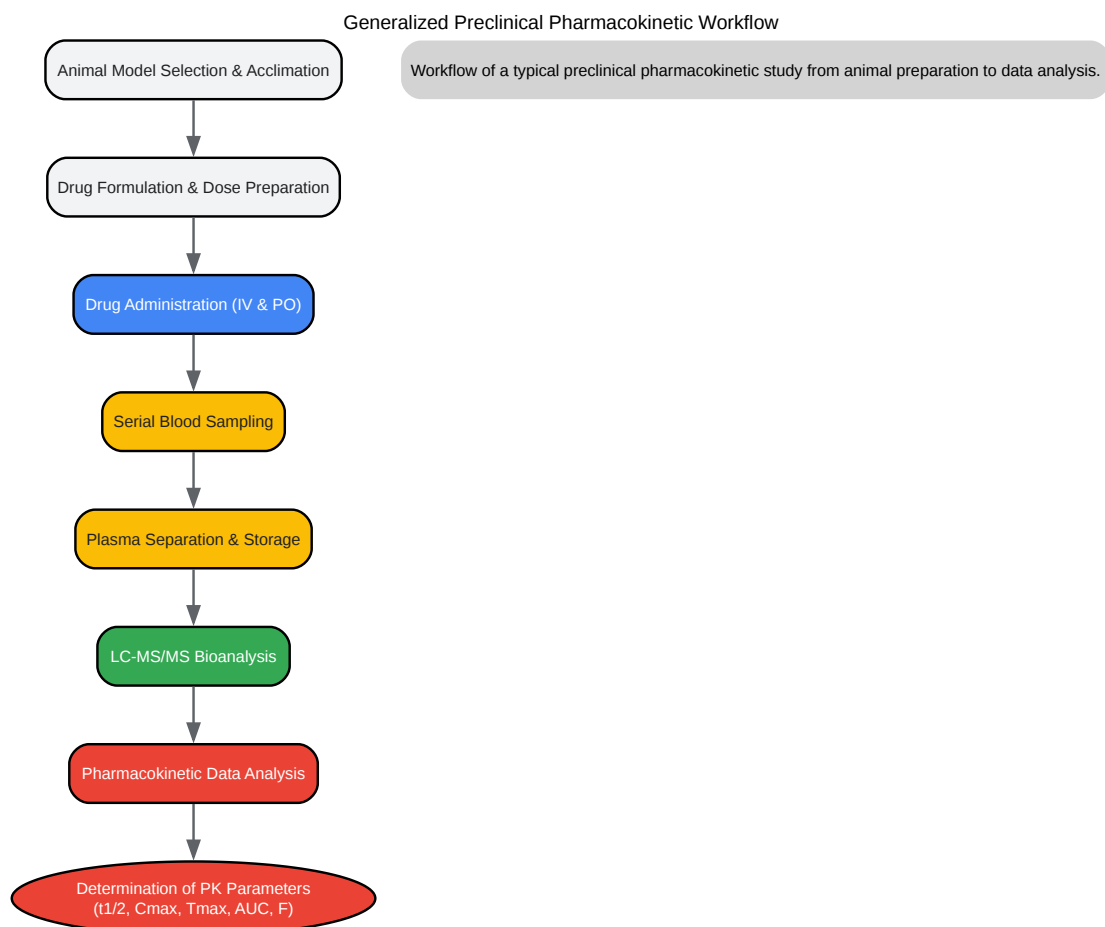 Generalized Preclinical Pharmacokinetic Workflow
Animal Model Selection & Acclimation
Workflow of a typical preclinical pharmacokinetic study from animal preparation to data analysis.
Drug Formulation & Dose Preparation
Drug Administration (IV & PO)
Serial Blood Sampling
Plasma Separation & Storage
LC-MS/MS Bioanalysis
Pharmacokinetic Data Analysis
Determination of PK Parameters
(t1/2, Cmax, Tmax, AUC, F)